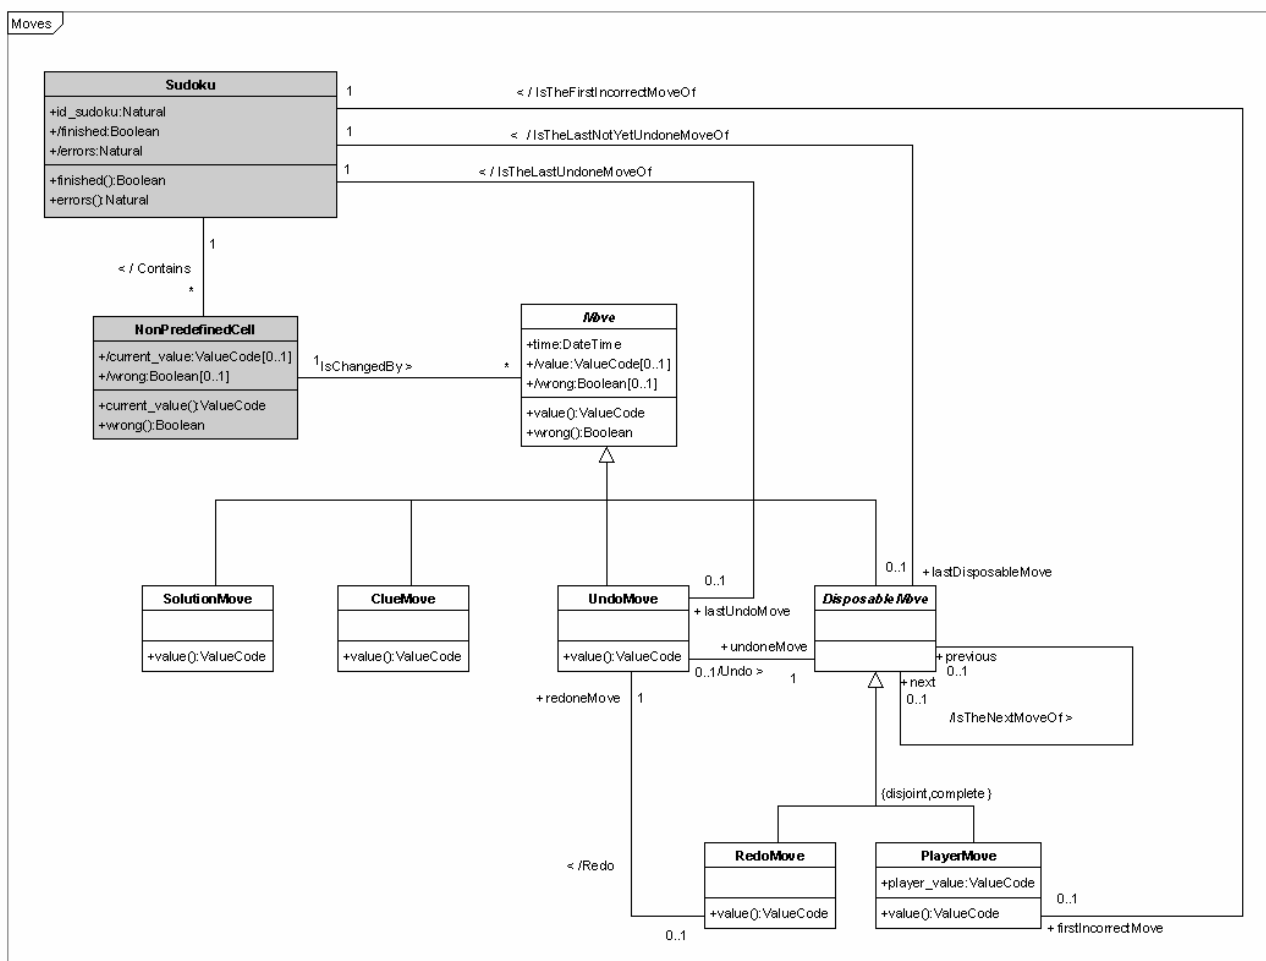 Moves
Sudoku
+id_sudoku:Natural
+/finished:Boolean
+/errors:Natural
+finished():Boolean
+errors():Natural
1
< / IsTheFirstIncorrectMoveOf
1
< / IsTheLastNotYetUndoneMoveOf
1
< / IsTheLastUndoneMoveOf
1
< / Contains
*
NonPredefinedCell
+/current_value:ValueCode[0..1]
+/wrong:Boolean[0..1]
+current_value():ValueCode
+wrong():Boolean
1
IsChangedBy >
*
Move
+time:DateTime
+/value:ValueCode[0..1]
+/wrong:Boolean[0..1]
+value():ValueCode
+wrong():Boolean
SolutionMove
+value():ValueCode
ClueMove
+value():ValueCode
UndoMove
+value():ValueCode
0..1
+ lastUndoMove
DisposableMove
0..1
+ lastDisposableMove
+ undoneMove
0..1
/Undo >
1
+ previous
0..1
+ next
0..1
/IsTheNextMoveOf >
+ redoneMove
1
{disjoint,complete }
< /Redo
0..1
RedoMove
+value():ValueCode
PlayerMove
+player_value:ValueCode
+value():ValueCode
0..1
+ firstIncorrectMove